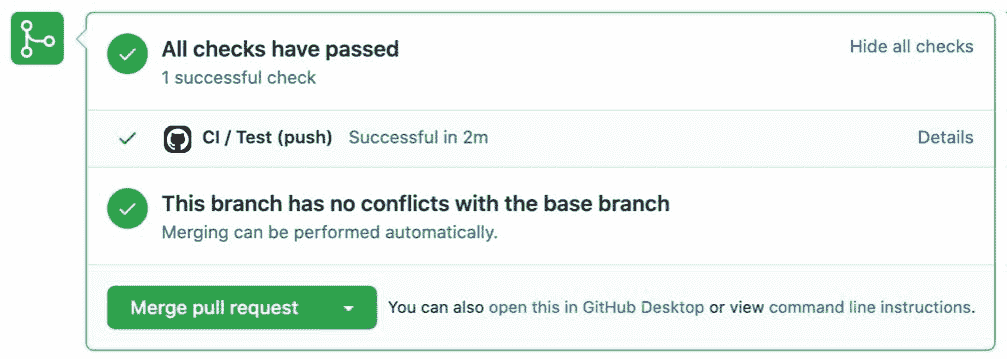 All checks have passed
Hide all checks
1 successful check
CI / Test (push) Successful in 2m
Details
This branch has no conflicts with the base branch
Merging can be performed automatically.
Merge pull request
You can also open this in GitHub Desktop or view command line instructions.